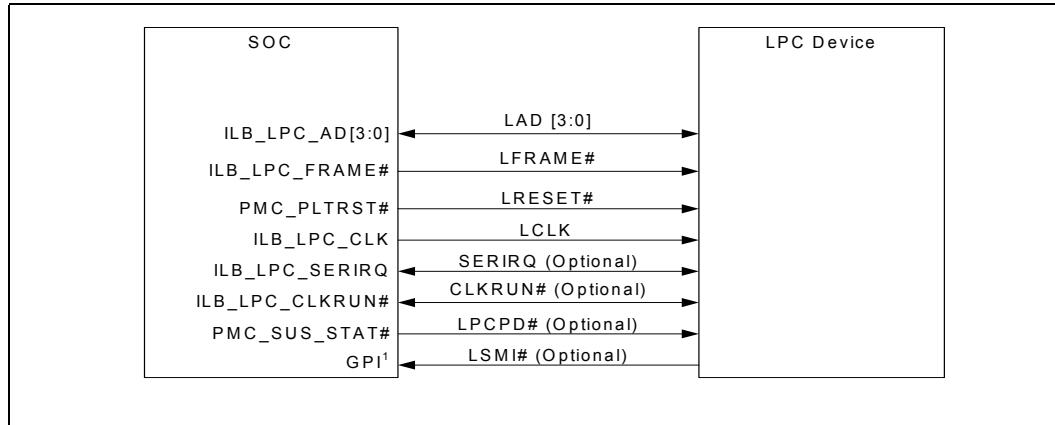 SOC
LPC Device
ILB_LPC_AD[3:0]
LAD [3:0]
ILB_LPC_FRAME#
LFRAME#
PMC_PLTRST#
LRESET#
ILB_LPC_CLK
LCLK
ILB_LPC_SERIRQ
SERIRQ (Optional)
ILB_LPC_CLKRUN#
CLKRUN# (Optional)
PMC_SUS_STAT#
LPCPD# (Optional)
GPI¹
LSMI# (Optional)